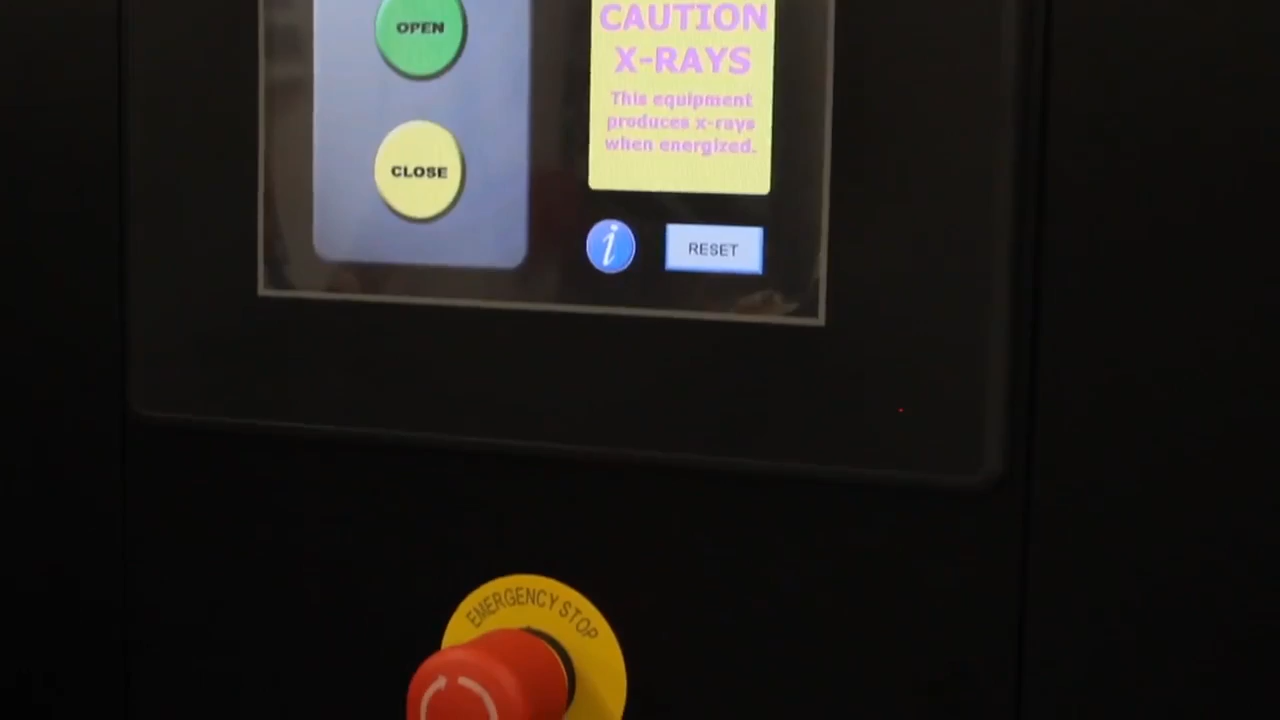 OPEN
CLOSE
CAUTION
X-RAYS
This equipment
produces x-rays
when energized.
i
RESET
EMERGENCY STOP